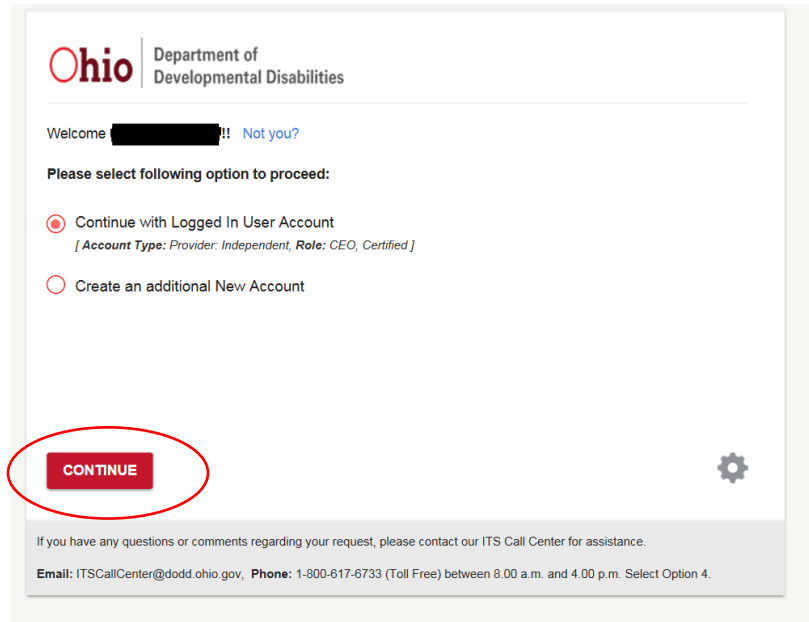 Ohio
Department of
Developmental Disabilities
Welcome !! Not you?
Please select following option to proceed:
Continue with Logged In User Account
[ Account Type: Provider: Independent, Role: CEO, Certified ]
Create an additional New Account
CONTINUE
If you have any questions or comments regarding your request, please contact our ITS Call Center for assistance.
Email: ITSCallCenter@dodd.ohio.gov, Phone: 1-800-617-6733 (Toll Free) between 8.00 a.m. and 4.00 p.m. Select Option 4.